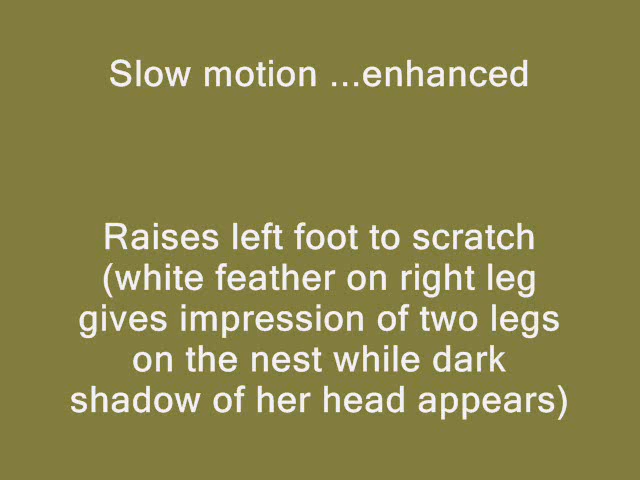 Slow motion ...enhanced
Raises left foot to scratch
(white feather on right leg
gives impression of two legs
on the nest while dark
shadow of her head appears)